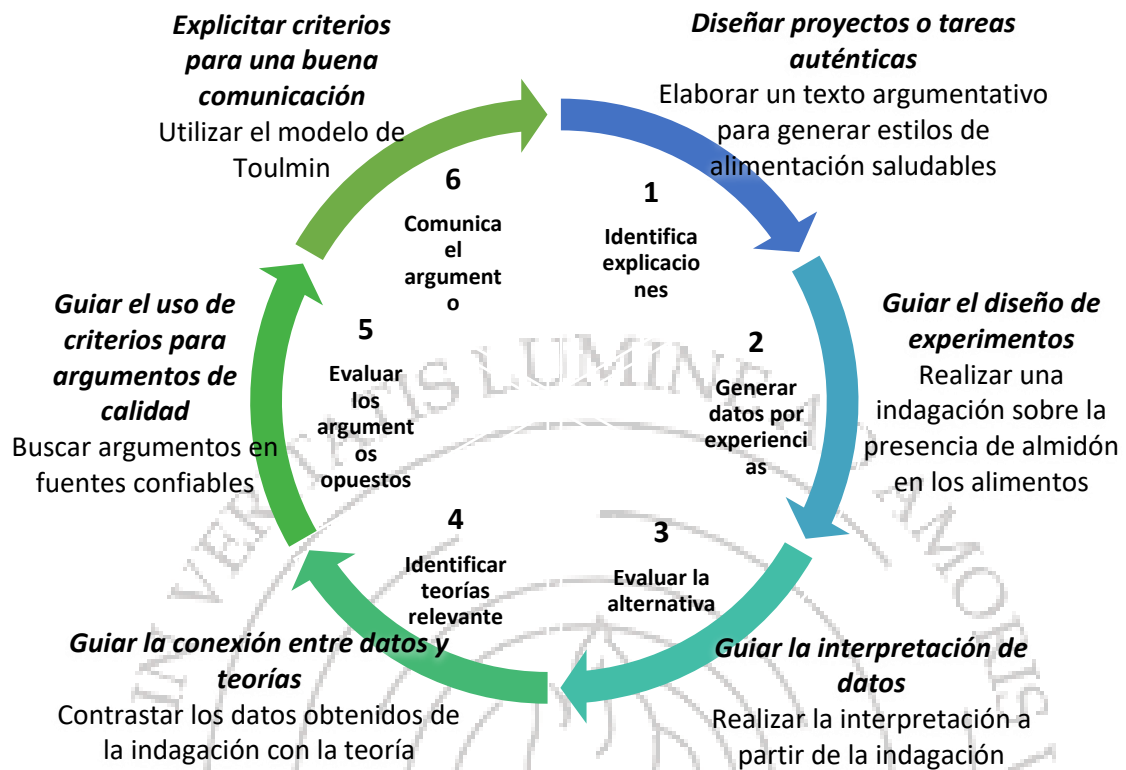 Explicitar criterios
para una buena
comunicación
Utilizar el modelo de
Toulmin
Diseñar proyectos o tareas
auténticas
Elaborar un texto argumentativo
para generar estilos de
alimentación saludables
6
Comunica
el
argument
o
1
Identifica
explicacio
nes
Guiar el uso de
criterios para
argumentos de
calidad
Buscar argumentos en
fuentes confiables
5
Evaluar
los
argument
os
opuestos
2
Generar
datos por
experienci
as
Guiar el diseño de
experimentos
Realizar una
indagación sobre la
presencia de almidón
en los alimentos
4
Identificar
teorías
relevante
3
Evaluar la
alternativa
Guiar la conexión entre datos y
teorías
Contrastar los datos obtenidos de
la indagación con la teoría
Guiar la interpretación de
datos
Realizar la interpretación a
partir de la indagación